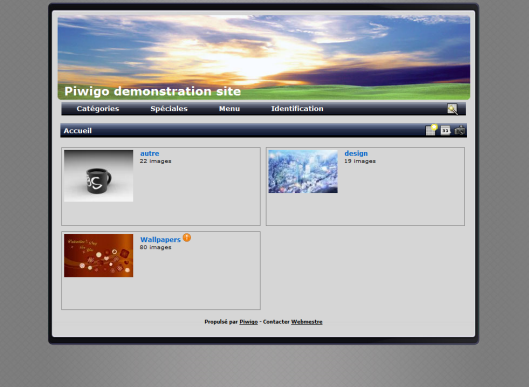 Piwigo demonstration site
Catégories Spéciales Menu Identification
Accueil
autre
22 images
design
19 images
Wallpapers
80 images
Propulsé par Piwigo - Contacter Webmestre